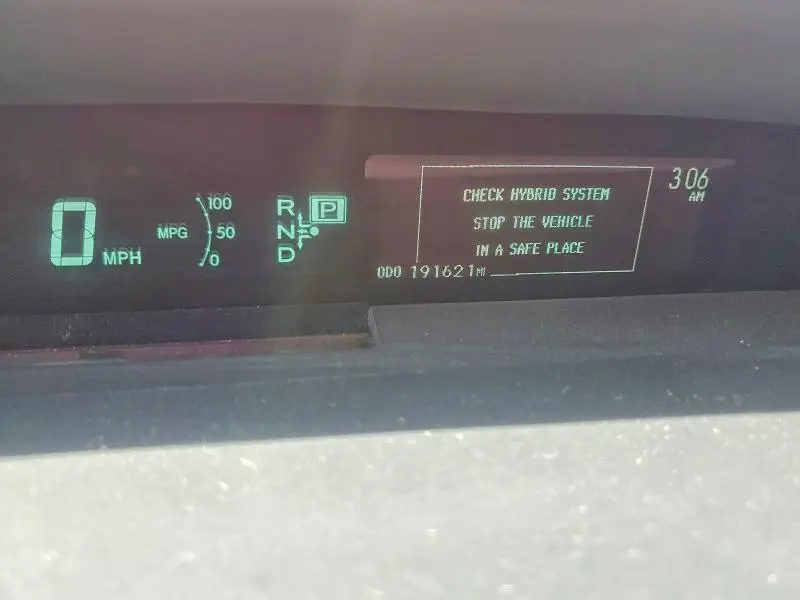 0 MPH
MPG
100
50
0
R P
N
D
CHECK HYBRID SYSTEM
STOP THE VEHICLE
IN A SAFE PLACE
ODO 191621 MI
3:06
AM